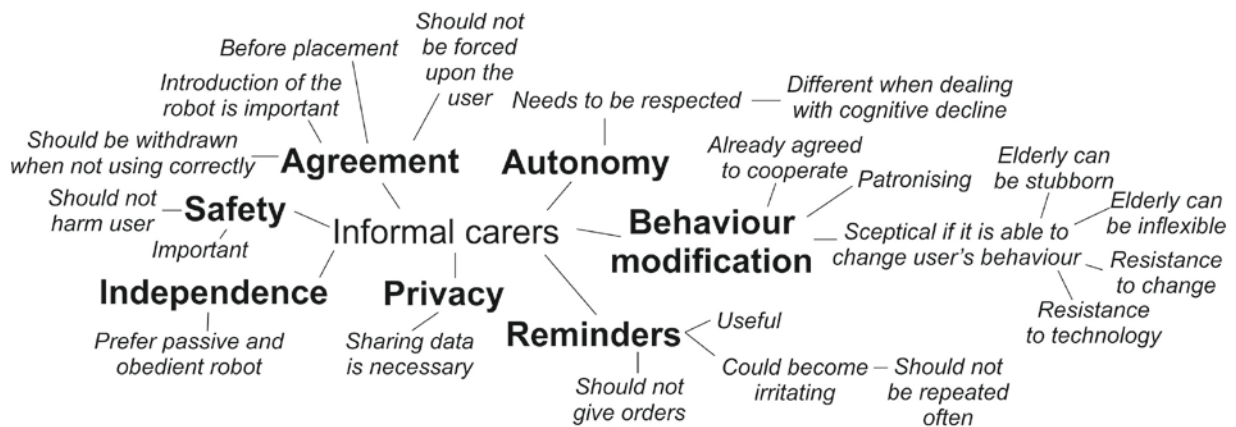 Before placement
Should not
be forced
upon the
user
Introduction of the
robot is important
Should be withdrawn
when not using correctly
Agreement
Needs to be respected
Different when dealing
with cognitive decline
Autonomy
Already agreed
to cooperate
Patronising
Elderly can
be stubborn
Elderly can
be inflexible
Should not
harm user
Safety
Important
Informal carers
Behaviour
modification
Sceptical if it is able to
change user's behaviour
Resistance
to change
Resistance
to technology
Independence
Prefer passive and
obedient robot
Privacy
Sharing data
is necessary
Reminders
Useful
Could become
irritating
Should not
be repeated
often
Should not
give orders